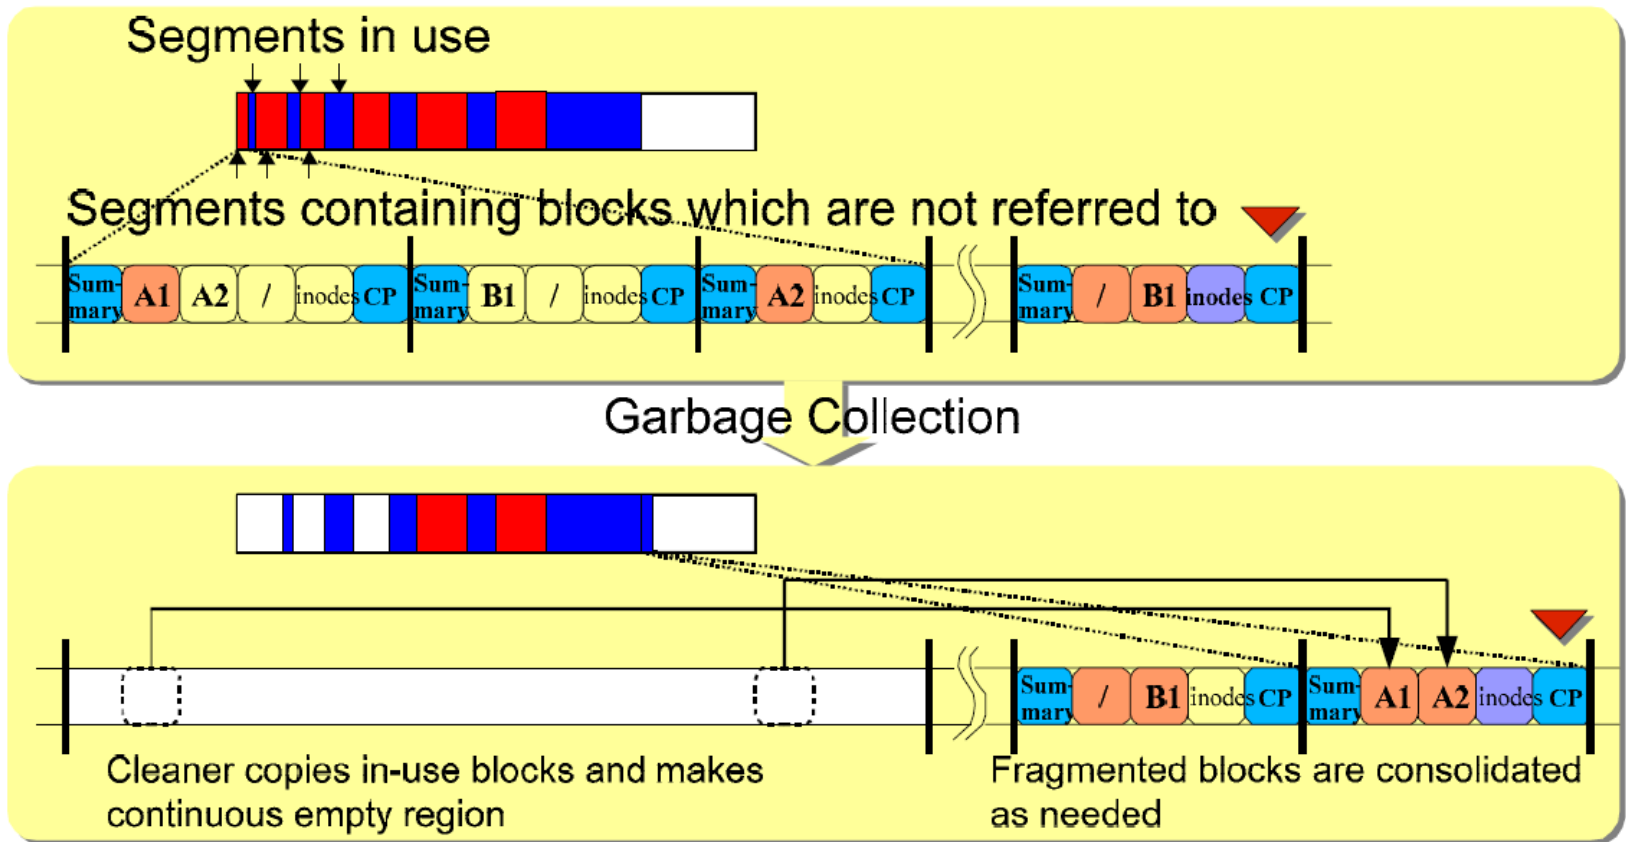 Segments in use
Segments containing blocks which are not referred to
Sum-
mary A1 A2 / inodes CP Sum-
mary B1 / inodes CP Sum-
mary A2 inodes CP Sum-
mary / B1 inodes CP
Garbage Collection
Sum-
mary / B1 inodes CP Sum-
mary A1 A2 inodes CP
Cleaner copies in-use blocks and makes
continuous empty region
Fragmented blocks are consolidated
as needed